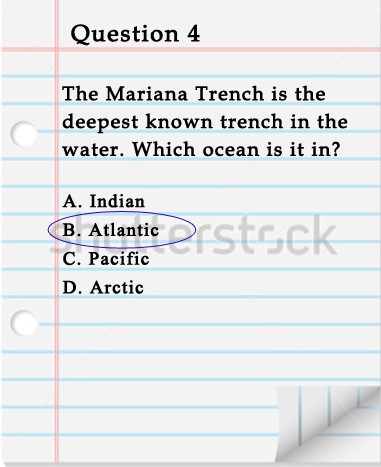 Question 4
The Mariana Trench is the
deepest known trench in the
water. Which ocean is it in?
A. Indian
B. Atlantic
shutterstock
C. Pacific
D. Arctic